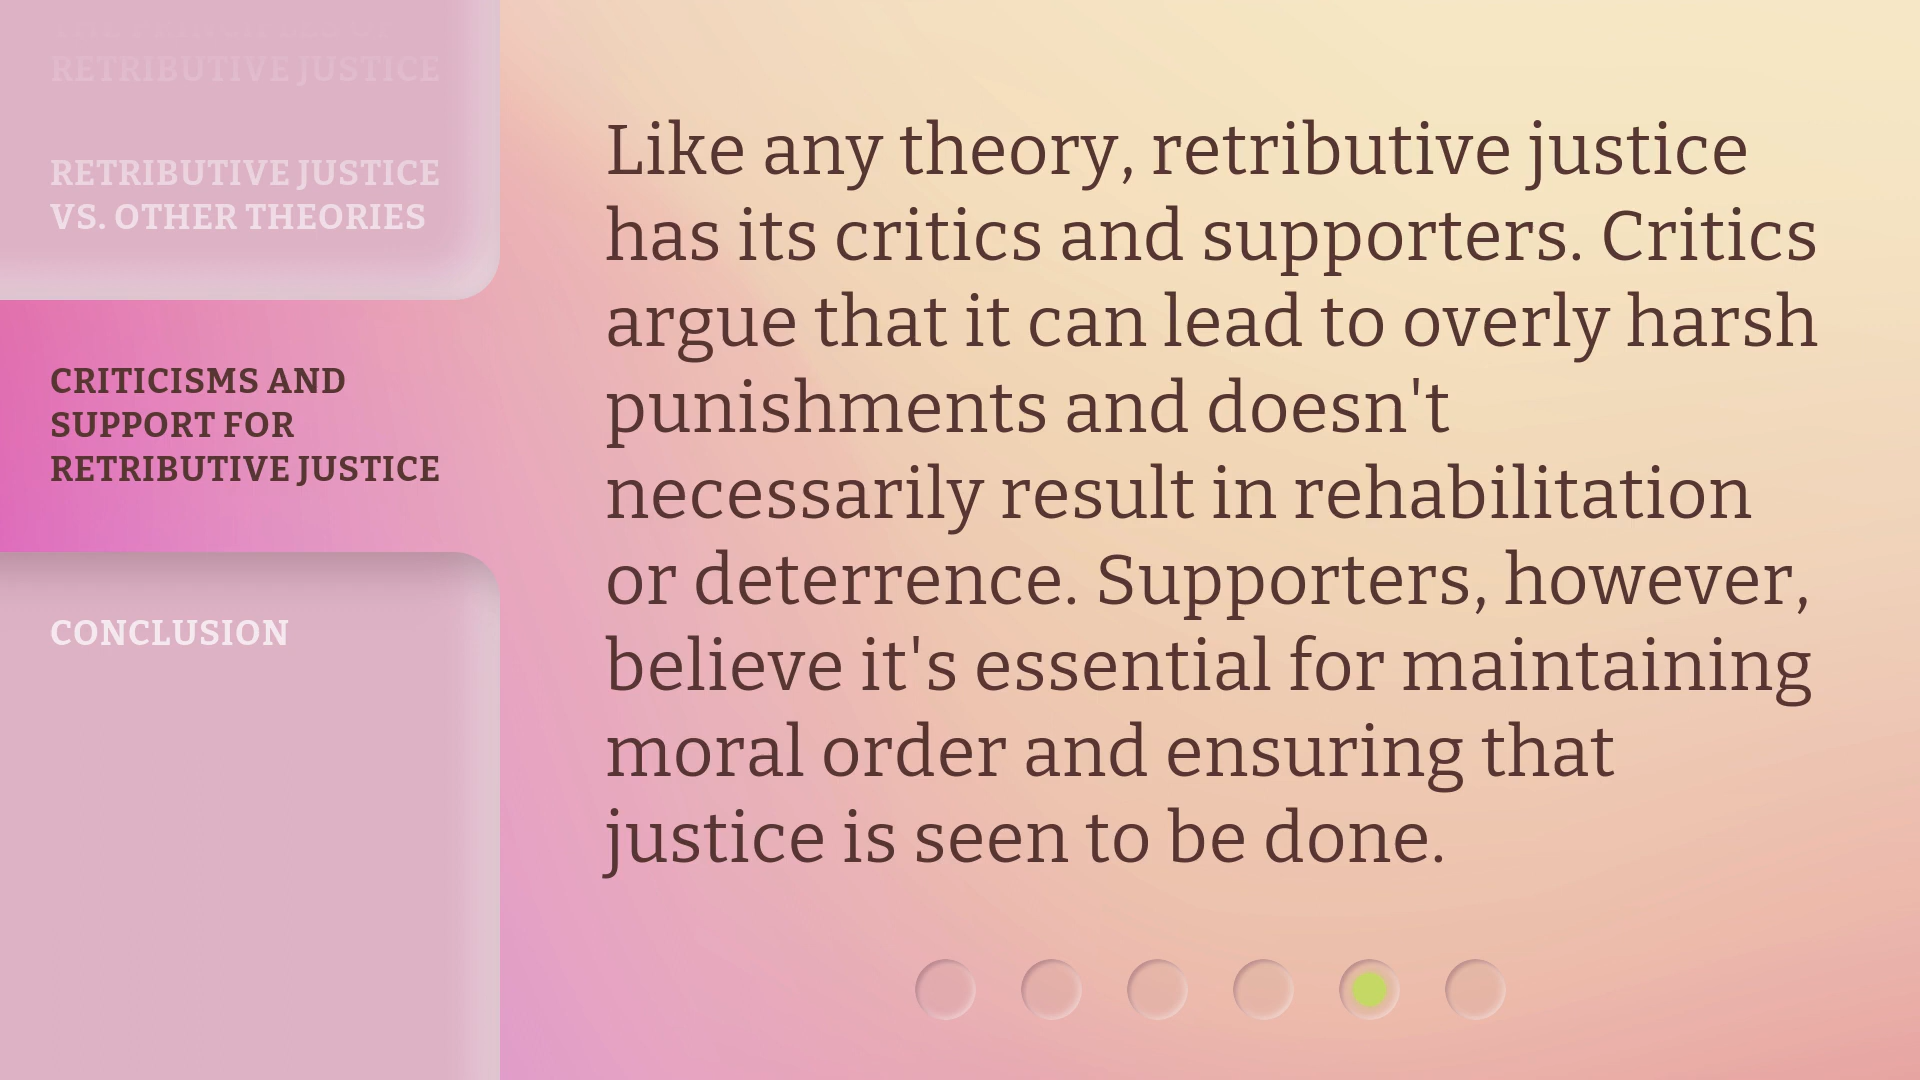 RETRIBUTIVE JUSTICE
RETRIBUTIVE JUSTICE
VS. OTHER THEORIES
CRITICISMS AND
SUPPORT FOR
RETRIBUTIVE JUSTICE
CONCLUSION
Like any theory, retributive justice
has its critics and supporters. Critics
argue that it can lead to overly harsh
punishments and doesn't
necessarily result in rehabilitation
or deterrence. Supporters, however,
believe it's essential for maintaining
moral order and ensuring that
justice is seen to be done.